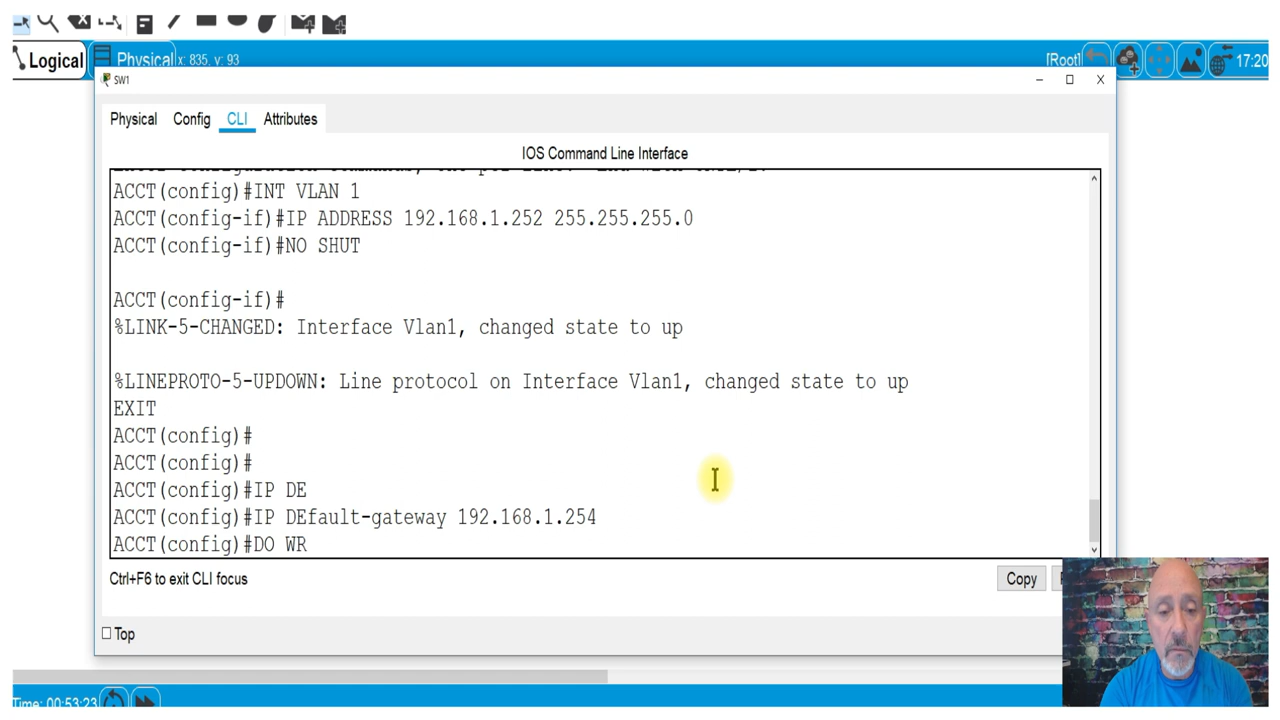 Logical
Physical x: 835, y: 93
[Root]
17:20
SW1
Physical Config CLI Attributes
IOS Command Line Interface
ACCT(config)#INT VLAN 1
ACCT(config-if)#IP ADDRESS 192.168.1.252 255.255.255.0
ACCT(config-if)#NO SHUT
ACCT(config-if)#
%LINK-5-CHANGED: Interface Vlan1, changed state to up
%LINEPROTO-5-UPDOWN: Line protocol on Interface Vlan1, changed state to up
EXIT
ACCT(config)#
ACCT(config)#
ACCT(config)#IP DE
ACCT(config)#IP DEfault-gateway 192.168.1.254
ACCT(config)#DO WR
Ctrl+F6 to exit CLI focus
Copy
Top
Time: 00:53:23